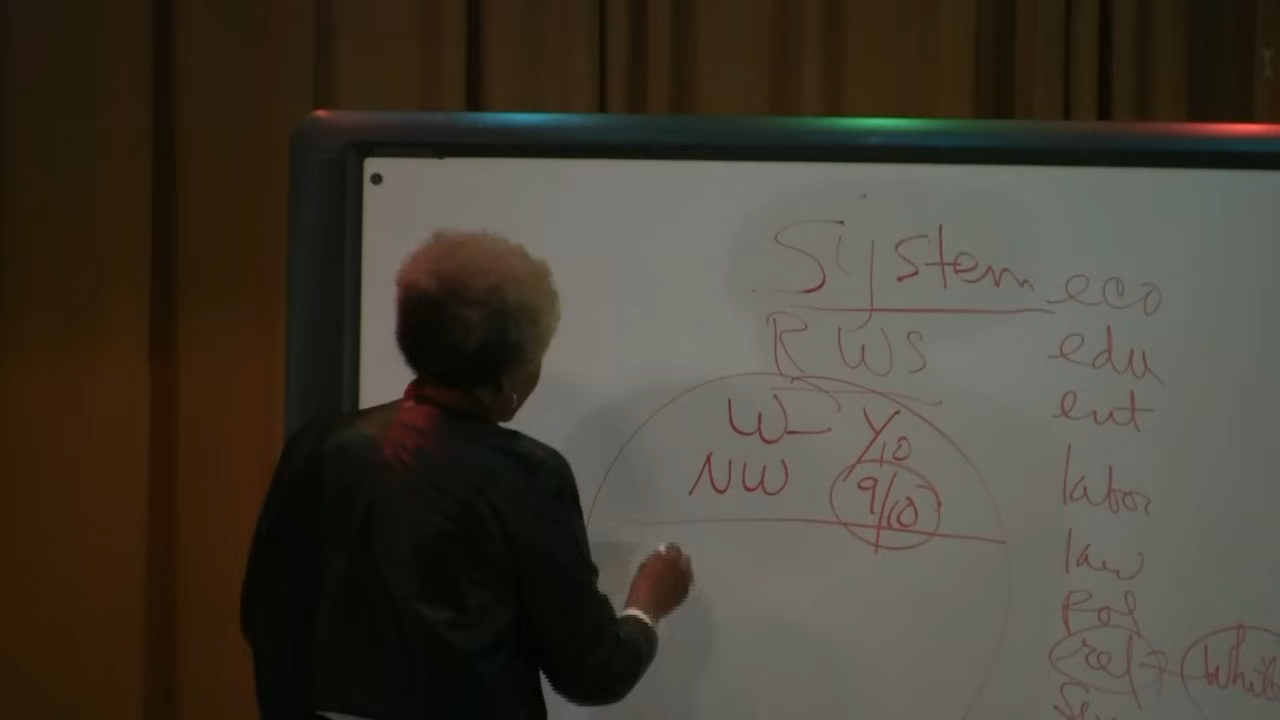 System
RWS
W- 1/10
NW 9/10
eco
edu
ent
labor
law
Pol
rel